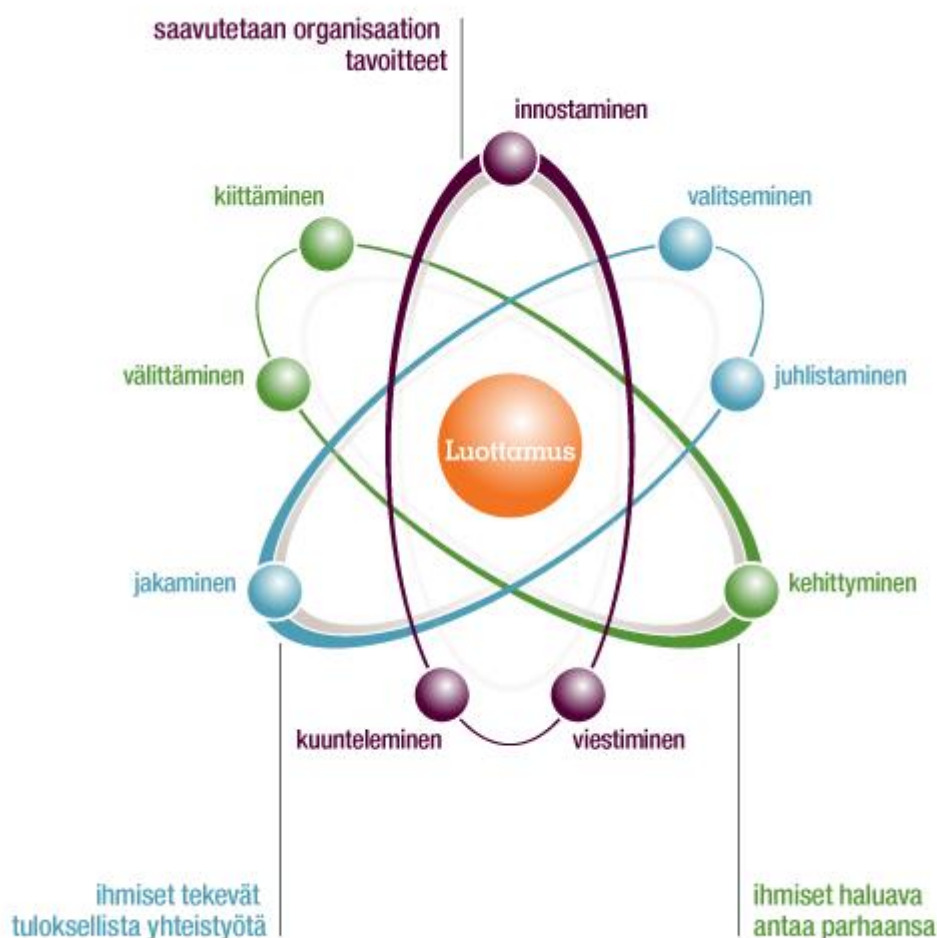 saavutetaan organisaation
tavoitteet
innostaminen
kiittäminen
valitseminen
välittäminen
juhlistaminen
Luottamus
jakaminen
kehittyminen
kuunteleminen
viestiminen
ihmiset tekevät
tuloksellista yhteistyötä
ihmiset haluava
antaa parhaansa